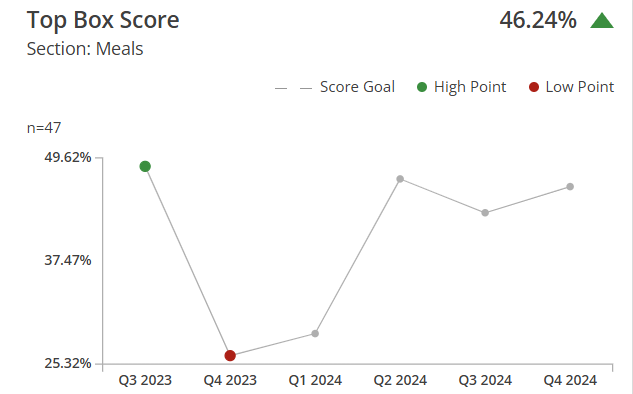 Top Box Score 46.24%
Section: Meals
Score Goal High Point Low Point
n=47
49.62%
37.47%
25.32%
Q3 2023 Q4 2023 Q1 2024 Q2 2024 Q3 2024 Q4 2024